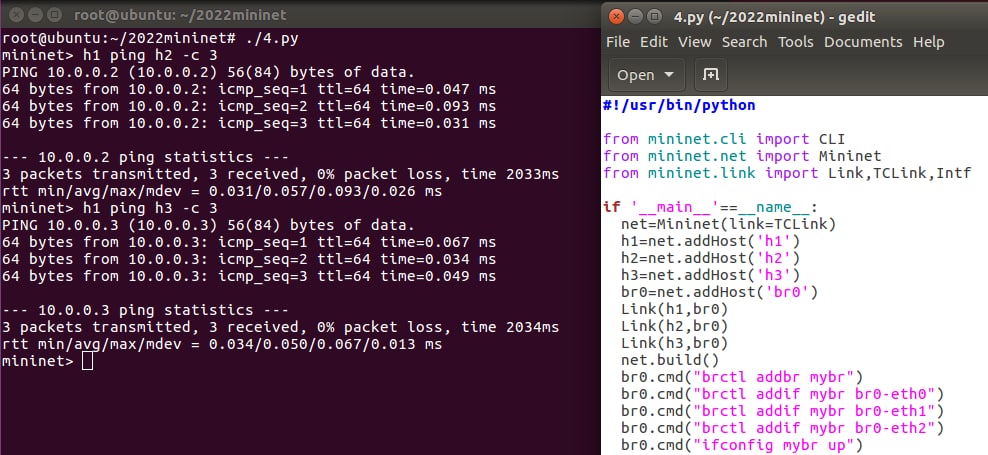 root@ubuntu: ~/2022mininet
root@ubuntu:~/2022mininet# ./4.py
mininet> h1 ping h2 -c 3
PING 10.0.0.2 (10.0.0.2) 56(84) bytes of data.
64 bytes from 10.0.0.2: icmp_seq=1 ttl=64 time=0.047 ms
64 bytes from 10.0.0.2: icmp_seq=2 ttl=64 time=0.093 ms
64 bytes from 10.0.0.2: icmp_seq=3 ttl=64 time=0.031 ms
--- 10.0.0.2 ping statistics ---
3 packets transmitted, 3 received, 0% packet loss, time 2033ms
rtt min/avg/max/mdev = 0.031/0.057/0.093/0.026 ms
mininet> h1 ping h3 -c 3
PING 10.0.0.3 (10.0.0.3) 56(84) bytes of data.
64 bytes from 10.0.0.3: icmp_seq=1 ttl=64 time=0.067 ms
64 bytes from 10.0.0.3: icmp_seq=2 ttl=64 time=0.034 ms
64 bytes from 10.0.0.3: icmp_seq=3 ttl=64 time=0.049 ms
--- 10.0.0.3 ping statistics ---
3 packets transmitted, 3 received, 0% packet loss, time 2034ms
rtt min/avg/max/mdev = 0.034/0.050/0.067/0.013 ms
mininet>
4.py (~/2022mininet) - gedit
File Edit View Search Tools Documents Help
Open
#!/usr/bin/python
from mininet.cli import CLI
from mininet.net import Mininet
from mininet.link import Link,TCLink,Intf
if '__main__'==__name__:
  net=Mininet(link=TCLink)
  h1=net.addHost('h1')
  h2=net.addHost('h2')
  h3=net.addHost('h3')
  br0=net.addHost('br0')
  Link(h1,br0)
  Link(h2,br0)
  Link(h3,br0)
  net.build()
  br0.cmd("brctl addbr mybr")
  br0.cmd("brctl addif mybr br0-eth0")
  br0.cmd("brctl addif mybr br0-eth1")
  br0.cmd("brctl addif mybr br0-eth2")
  br0.cmd("ifconfig mybr up")